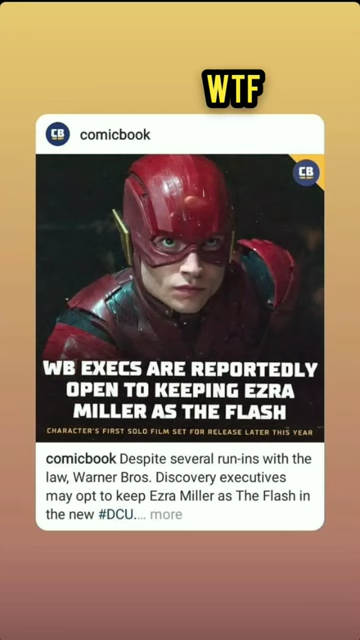 WTF
CB
comicbook
CB
WB EXECS ARE REPORTEDLY
OPEN TO KEEPING EZRA
MILLER AS THE FLASH
CHARACTER'S FIRST SOLO FILM SET FOR RELEASE LATER THIS YEAR
comicbook Despite several run-ins with the
law, Warner Bros. Discovery executives
may opt to keep Ezra Miller as The Flash in
the new #DCU.... more